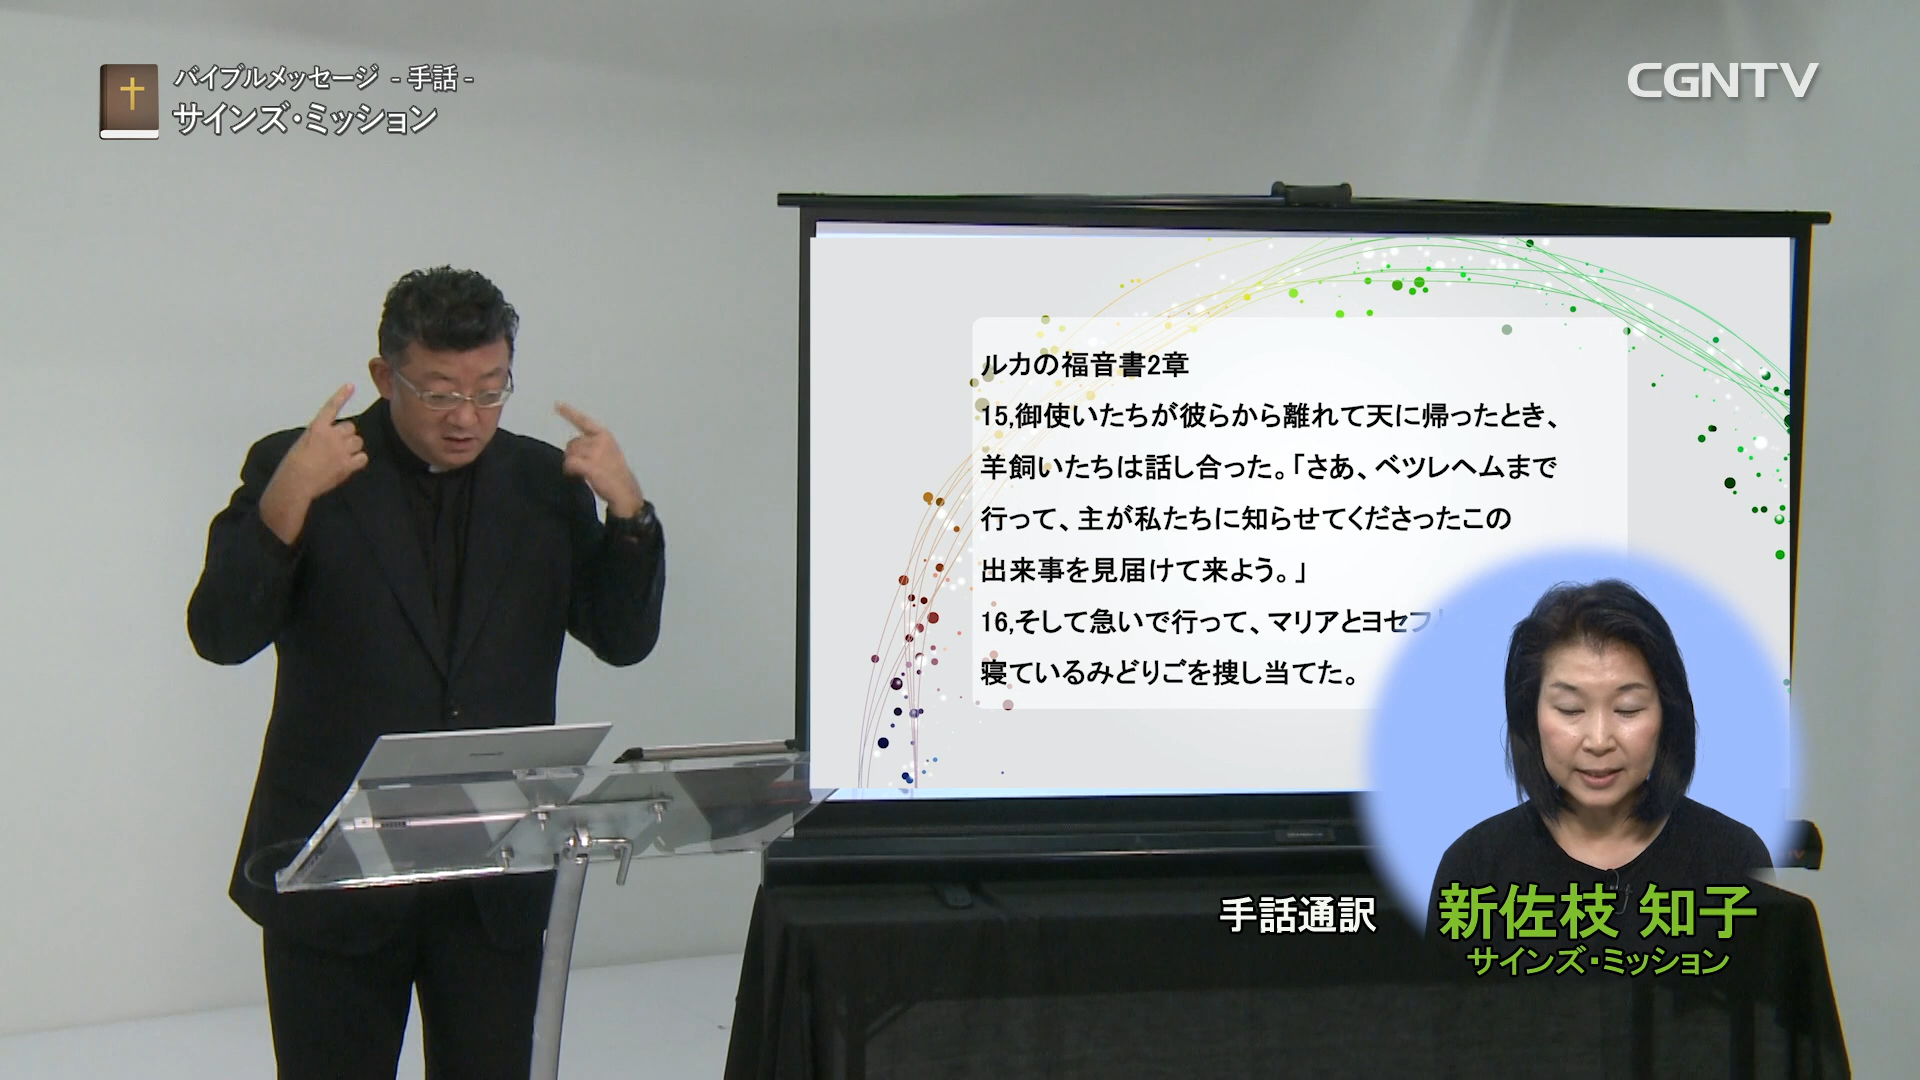 バイブルメッセージ - 手話 -
サインズ・ミッション
CGNTV
ルカの福音書2章
15,御使いたちが彼らから離れて天に帰ったとき、
羊飼いたちは話し合った。「さあ、ベツレヘムまで
行って、主が私たちに知らせてくださったこの
出来事を見届けて来よう。」
16,そして急いで行って、マリアとヨセフ
寝ているみどりごを捜し当てた。
手話通訳
新佐枝 知子
サインズ・ミッション